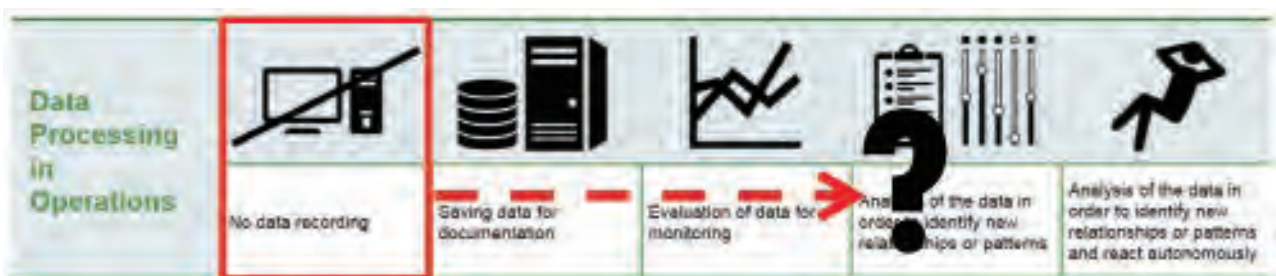 Data
Processing
in
Operations
No data recording
Saving data for
documentation
Evaluation of data for
monitoring
?
of the data in
identify new
or patterns
Analysis of the data in
order to identify new
relationships or patterns
and react autonomously